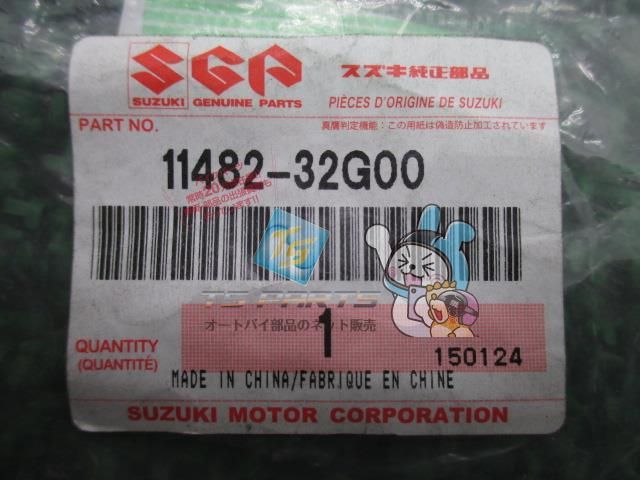 SGP スズキ純正部品
SUZUKI GENUINE PARTS
PIÈCES D'ORIGINE DE SUZUKI
PART NO.
真贋判定機能：この用紙は偽造防止加工されています
11482-32G00
TS PARTS
オートバイ部品のネット販売
QUANTITY
(QUANTITÉ)
1
150124
MADE IN CHINA/FABRIQUE EN CHINE
SUZUKI MOTOR CORPORATION